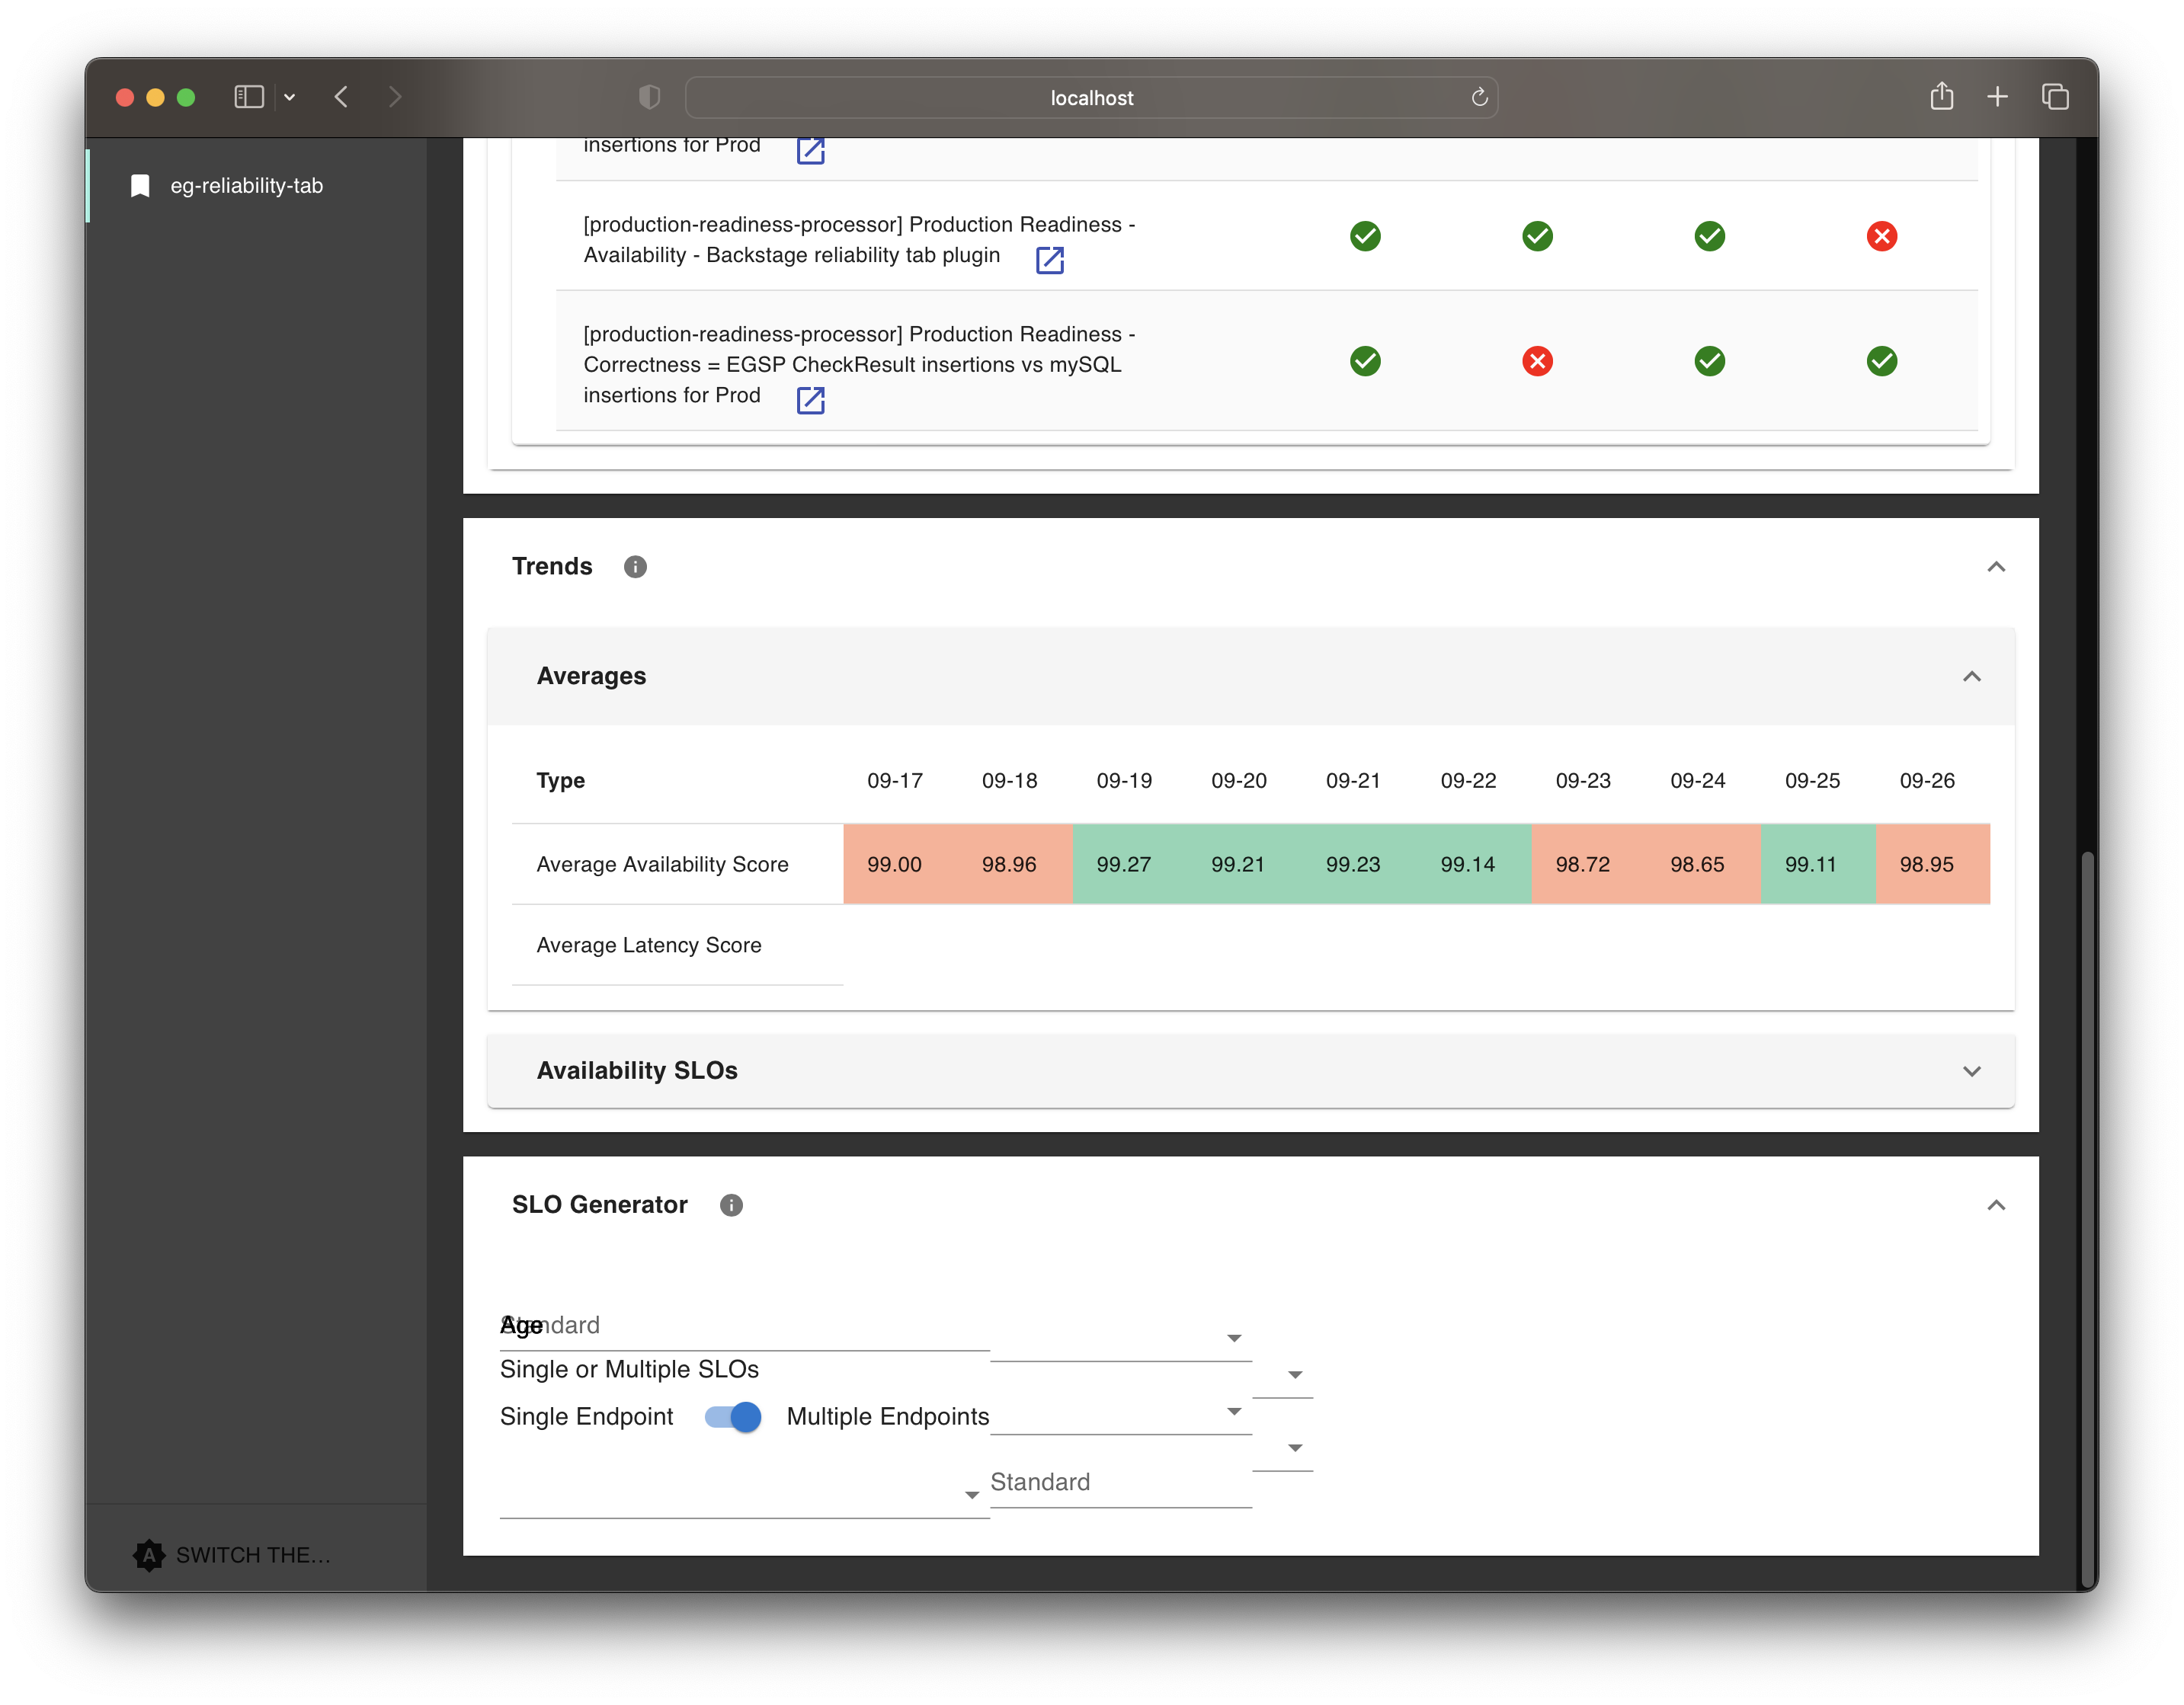 localhost
eg-reliability-tab
insertions for Prod
[production-readiness-processor] Production Readiness -
Availability - Backstage reliability tab plugin
[production-readiness-processor] Production Readiness -
Correctness = EGSP CheckResult insertions vs mySQL
insertions for Prod
Trends
Averages
Type 09-17 09-18 09-19 09-20 09-21 09-22 09-23 09-24 09-25 09-26
Average Availability Score 99.00 98.96 99.27 99.21 99.23 99.14 98.72 98.65 99.11 98.95
Average Latency Score
Availability SLOs
SLO Generator
Age
Standard
Single or Multiple SLOs
Single Endpoint Multiple Endpoints
Standard
A SWITCH THE...